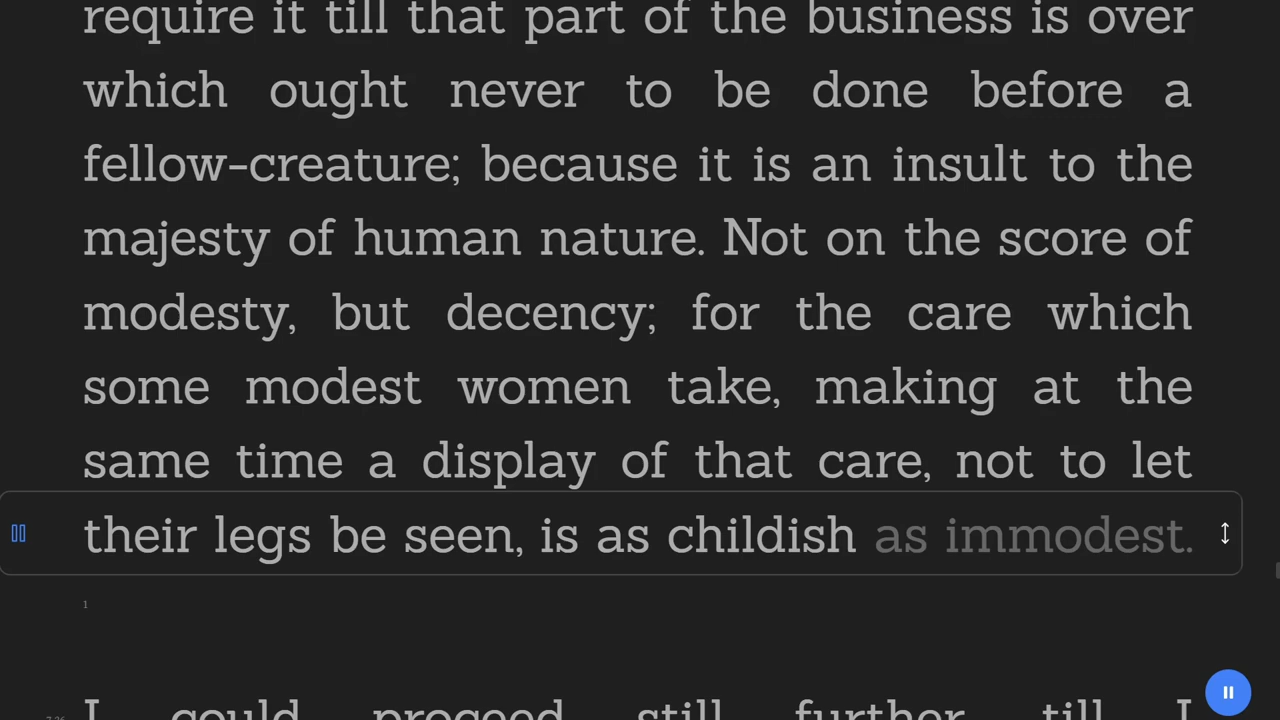 require it till that part of the business is over
which ought never to be done before a
fellow-creature; because it is an insult to the
majesty of human nature. Not on the score of
modesty, but decency; for the care which
some modest women take, making at the
same time a display of that care, not to let
their legs be seen, is as childish as immodest.
1
7.26 I could proceed still further till I